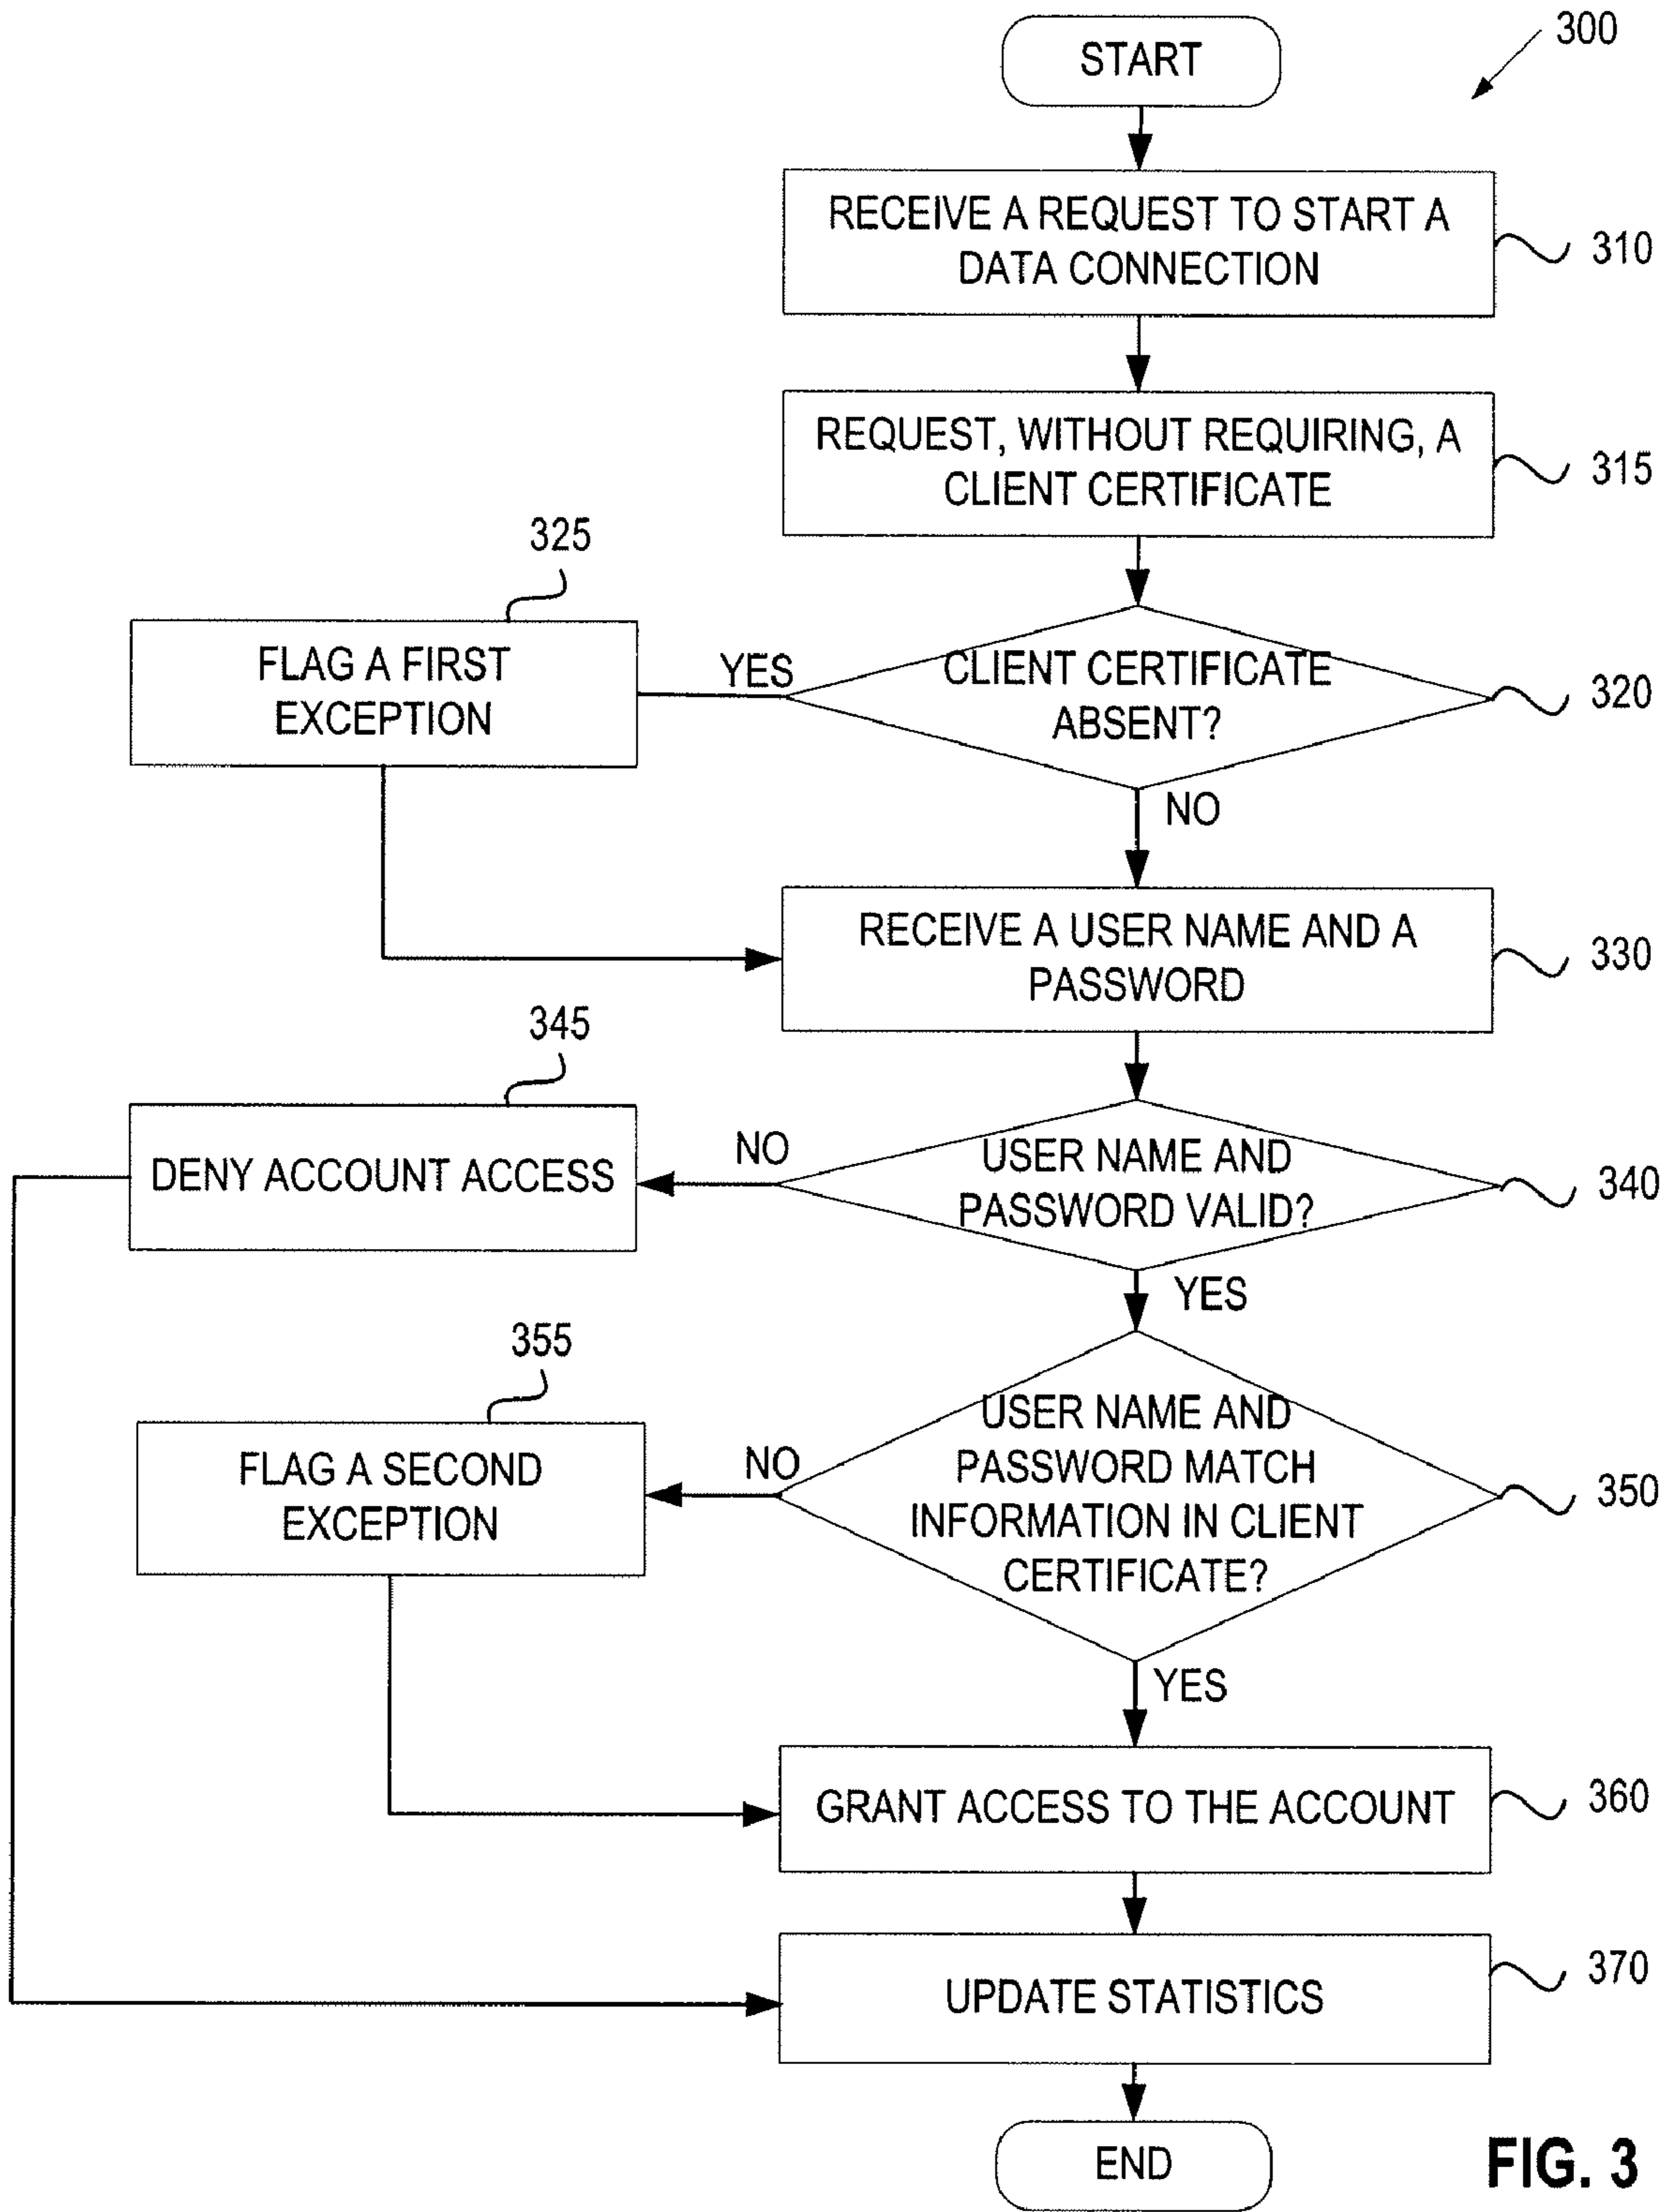 300
START
RECEIVE A REQUEST TO START A
DATA CONNECTION
310
REQUEST, WITHOUT REQUIRING, A
CLIENT CERTIFICATE
315
325
FLAG A FIRST
EXCEPTION
YES
CLIENT CERTIFICATE
ABSENT?
320
NO
RECEIVE A USER NAME AND A
PASSWORD
330
345
DENY ACCOUNT ACCESS
NO
USER NAME AND
PASSWORD VALID?
340
YES
355
FLAG A SECOND
EXCEPTION
NO
USER NAME AND
PASSWORD MATCH
INFORMATION IN CLIENT
CERTIFICATE?
350
YES
GRANT ACCESS TO THE ACCOUNT
360
UPDATE STATISTICS
370
END
FIG. 3